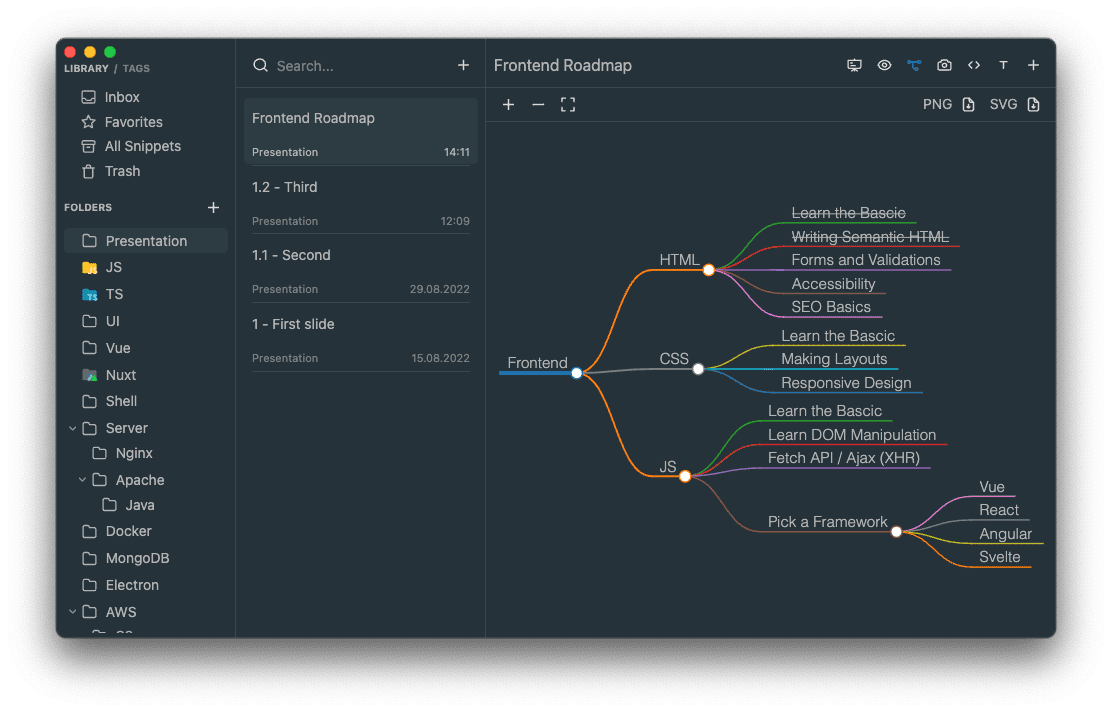 LIBRARY / TAGS
Inbox
Favorites
All Snippets
Trash
FOLDERS
Presentation
JS
TS
UI
Vue
Nuxt
Shell
Server
Nginx
Apache
Java
Docker
MongoDB
Electron
AWS
Search...
Frontend Roadmap
Presentation 14:11
1.2 - Third
Presentation 12:09
1.1 - Second
Presentation 29.08.2022
1 - First slide
Presentation 15.08.2022
Frontend Roadmap
T
PNG SVG
Frontend
HTML
Learn the Bascic
Writing Semantic HTML
Forms and Validations
Accessibility
SEO Basics
CSS
Learn the Bascic
Making Layouts
Responsive Design
JS
Learn the Bascic
Learn DOM Manipulation
Fetch API / Ajax (XHR)
Pick a Framework
Vue
React
Angular
Svelte